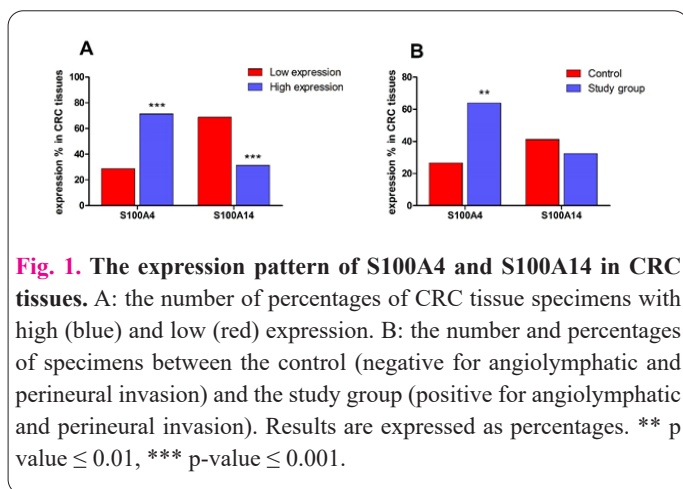 A
Low expression
High expression
expression % in CRC tissues
100
80
60
40
20
0
***
***
S100A4
S100A14
B
Control
Study group
expression % in CRC tissues
80
60
40
20
0
**
S100A4
S100A14
Fig. 1. The expression pattern of S100A4 and S100A14 in CRC
tissues. A: the number of percentages of CRC tissue specimens with
high (blue) and low (red) expression. B: the number and percentages
of specimens between the control (negative for angiolymphatic and
perineural invasion) and the study group (positive for angiolymphatic
and perineural invasion). Results are expressed as percentages. ** p
value ≤ 0.01, *** p-value ≤ 0.001.